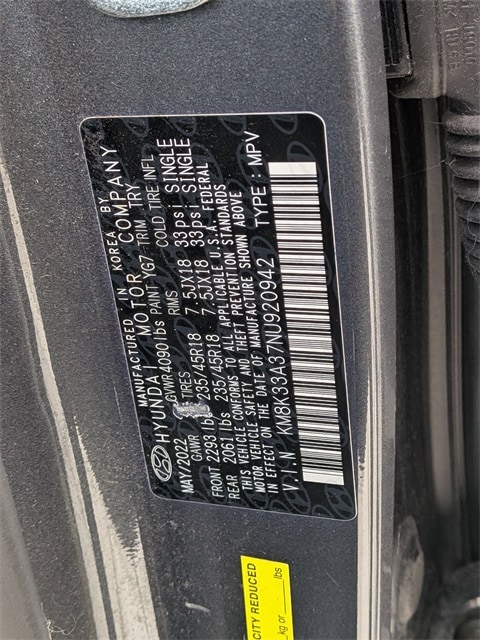 MANUFACTURED IN KOREA BY
HYUNDAI MOTOR COMPANY
MAY/2022 GVWR 4090 lbs PAINT YG7 TRIM TRY
GAWR TIRES RIMS COLD TIRE INFL
FRONT 2293 lbs 235/45R18 7.5JX18 33psi SINGLE
REAR 2061 lbs 235/45R18 7.5JX18 33psi SINGLE
THIS VEHICLE CONFORMS TO ALL APPLICABLE U.S.A. FEDERAL
MOTOR VEHICLE SAFETY AND THEFT PREVENTION STANDARDS
IN EFFECT ON THE DATE OF MANUFACTURE SHOWN ABOVE
V.I.N KM8K33A37NU920942 TYPE : MPV
CITY REDUCED
kg or ____lbs